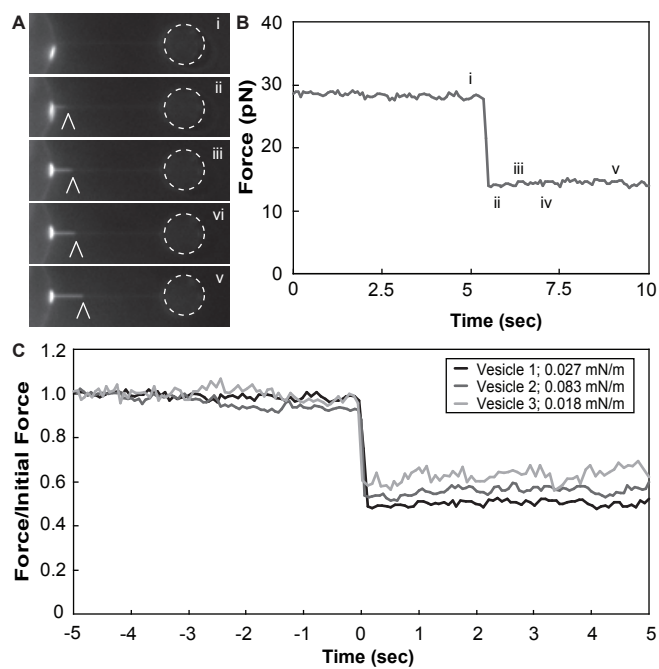 A
i
ii
iii
vi
v
B
Force (pN)
40
30
20
10
0
i
iii
v
ii
iv
0
2.5
5
7.5
10
Time (sec)
C
Force/Initial Force
1.2
1.0
0.8
0.6
0.4
0.2
0
Vesicle 1; 0.027 mN/m
Vesicle 2; 0.083 mN/m
Vesicle 3; 0.018 mN/m
-5
-4
-3
-2
-1
0
1
2
3
4
5
Time (sec)